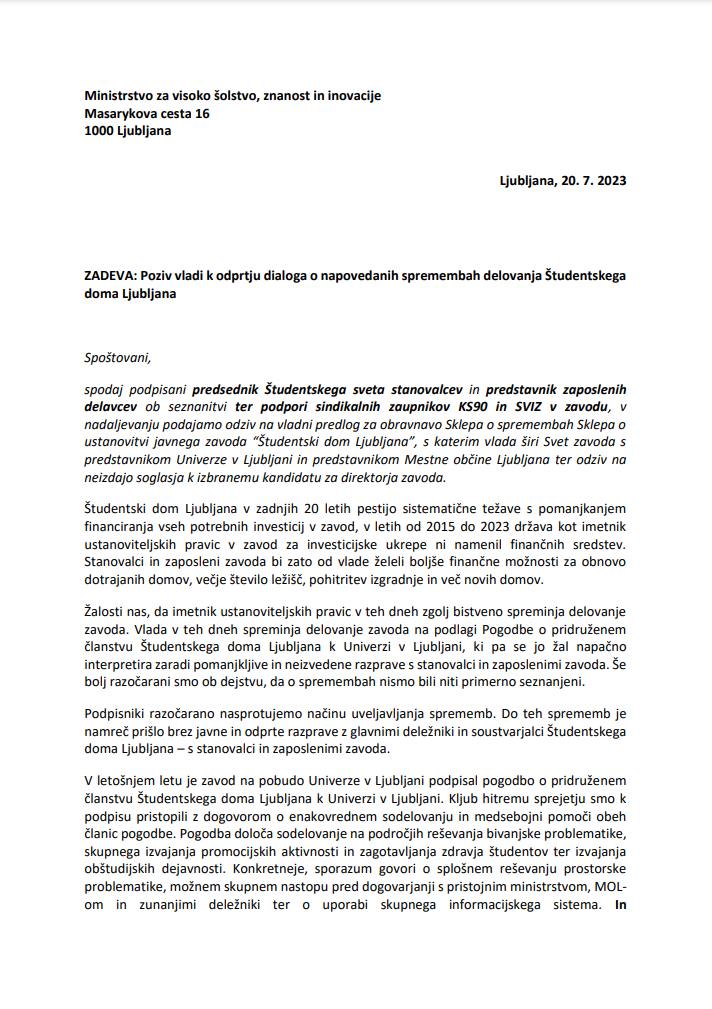 Ministrstvo za visoko šolstvo, znanost in inovacije
Masarykova cesta 16
1000 Ljubljana
Ljubljana, 20. 7. 2023
ZADEVA: Poziv vladi k odprtju dialoga o napovedanih spremembah delovanja Študentskega
doma Ljubljana
Spoštovani,
spodaj podpisani predsednik Študentskega sveta stanovalcev in predstavnik zaposlenih
delavcev ob seznanitvi ter podpori sindikalnih zaupnikov KS90 in SVIZ v zavodu, v
nadaljevanju podajamo odziv na vladni predlog za obravnavo Sklepa o spremembah Sklepa o
ustanovitvi javnega zavoda “Študentski dom Ljubljana”, s katerim vlada širi Svet zavoda s
predstavnikom Univerze v Ljubljani in predstavnikom Mestne občine Ljubljana ter odziv na
neizdajo soglasja k izbranemu kandidatu za direktorja zavoda.
Študentski dom Ljubljana v zadnjih 20 letih pestijo sistematične težave s pomanjkanjem
financiranja vseh potrebnih investicij v zavod, v letih od 2015 do 2023 država kot imetnik
ustanoviteljskih pravic v zavod za investicijske ukrepe ni namenil finančnih sredstev.
Stanovalci in zaposleni zavoda bi zato od vlade želeli boljše finančne možnosti za obnovo
dotrajanih domov, večje število ležišč, pohitritev izgradnje in več novih domov.
Žalosti nas, da imetnik ustanoviteljskih pravic v teh dneh zgolj bistveno spreminja delovanje
zavoda. Vlada v teh dneh spreminja delovanje zavoda na podlagi Pogodbe o pridruženem
članstvu Študentskega doma Ljubljana k Univerzi v Ljubljani, ki pa se jo žal napačno
interpretira zaradi pomanjkljive in neizvedene razprave s stanovalci in zaposlenimi zavoda. Še
bolj razočarani smo ob dejstvu, da o spremembah nismo bili niti primerno seznanjeni.
Podpisniki razočarano nasprotujemo načinu uveljavljanja sprememb. Do teh sprememb je
namreč prišlo brez javne in odprte razprave z glavnimi deležniki in soustvarjalci Študentskega
doma Ljubljana – s stanovalci in zaposlenimi zavoda.
V letošnjem letu je zavod na pobudo Univerze v Ljubljani podpisal pogodbo o pridruženem
članstvu Študentskega doma Ljubljana k Univerzi v Ljubljani. Kljub hitremu sprejetju smo k
podpisu pristopili z dogovorom o enakovrednem sodelovanju in medsebojni pomoči obeh
članic pogodbe. Pogodba določa sodelovanje na področjih reševanja bivanjske problematike,
skupnega izvajanja promocijskih aktivnosti in zagotavljanja zdravja študentov ter izvajanja
obštudijskih dejavnosti. Konkretneje, sporazum govori o splošnem reševanju prostorske
problematike, možnem skupnem nastopu pred dogovarjanji s pristojnim ministrstvom, MOL-
om in zunanjimi deležniki ter o uporabi skupnega informacijskega sistema. In